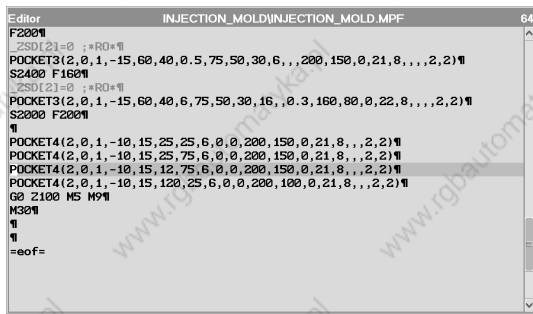 Editor INJECTION_MOLD\INJECTION_MOLD.MPF 64
F200¶
_ZSD[2]=0 ;*RO*¶
POCKET3(2,0,1,-15,60,40,0.5,75,50,30,6,,,200,150,0,21,8,,,,2,2)¶
S2400 F160¶
_ZSD[2]=0 ;*RO*¶
POCKET3(2,0,1,-15,60,40,6,75,50,30,16,,0.3,160,80,0,22,8,,,,2,2)¶
S2000 F200¶
¶
POCKET4(2,0,1,-10,15,25,25,6,0,0,200,150,0,21,8,,,2,2)¶
POCKET4(2,0,1,-10,15,25,75,6,0,0,200,150,0,21,8,,,2,2)¶
POCKET4(2,0,1,-10,15,12,75,6,0,0,200,150,0,21,8,,,2,2)¶
POCKET4(2,0,1,-10,15,120,25,6,0,0,200,100,0,21,8,,,2,2)¶
G0 Z100 M5 M9¶
M30¶
¶
¶
=eof=